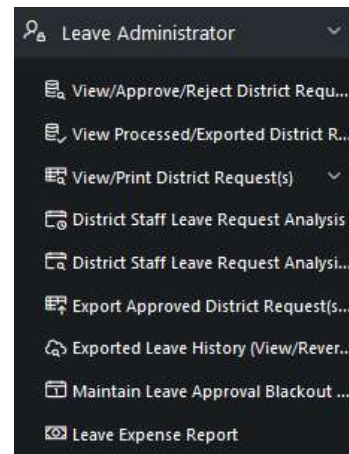 Leave Administrator
View/Approve/Reject District Requ...
View Processed/Exported District R...
View/Print District Request(s)
District Staff Leave Request Analysis
District Staff Leave Request Analysi...
Export Approved District Request(s...
Exported Leave History (View/Rever...
Maintain Leave Approval Blackout ...
Leave Expense Report